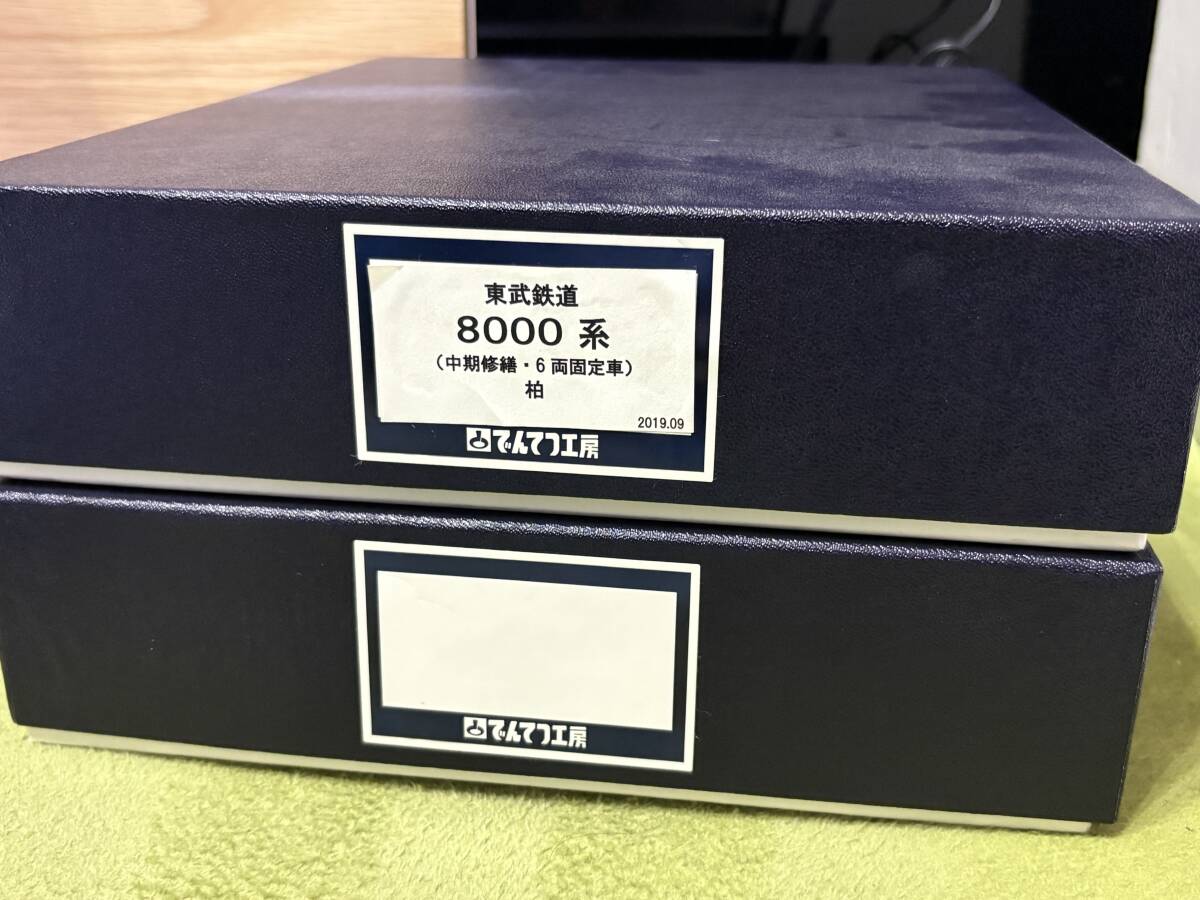 東武鉄道
8000 系
（中期修繕・6 両固定車）
柏
2019.09
でんてつ工房
でんてつ工房